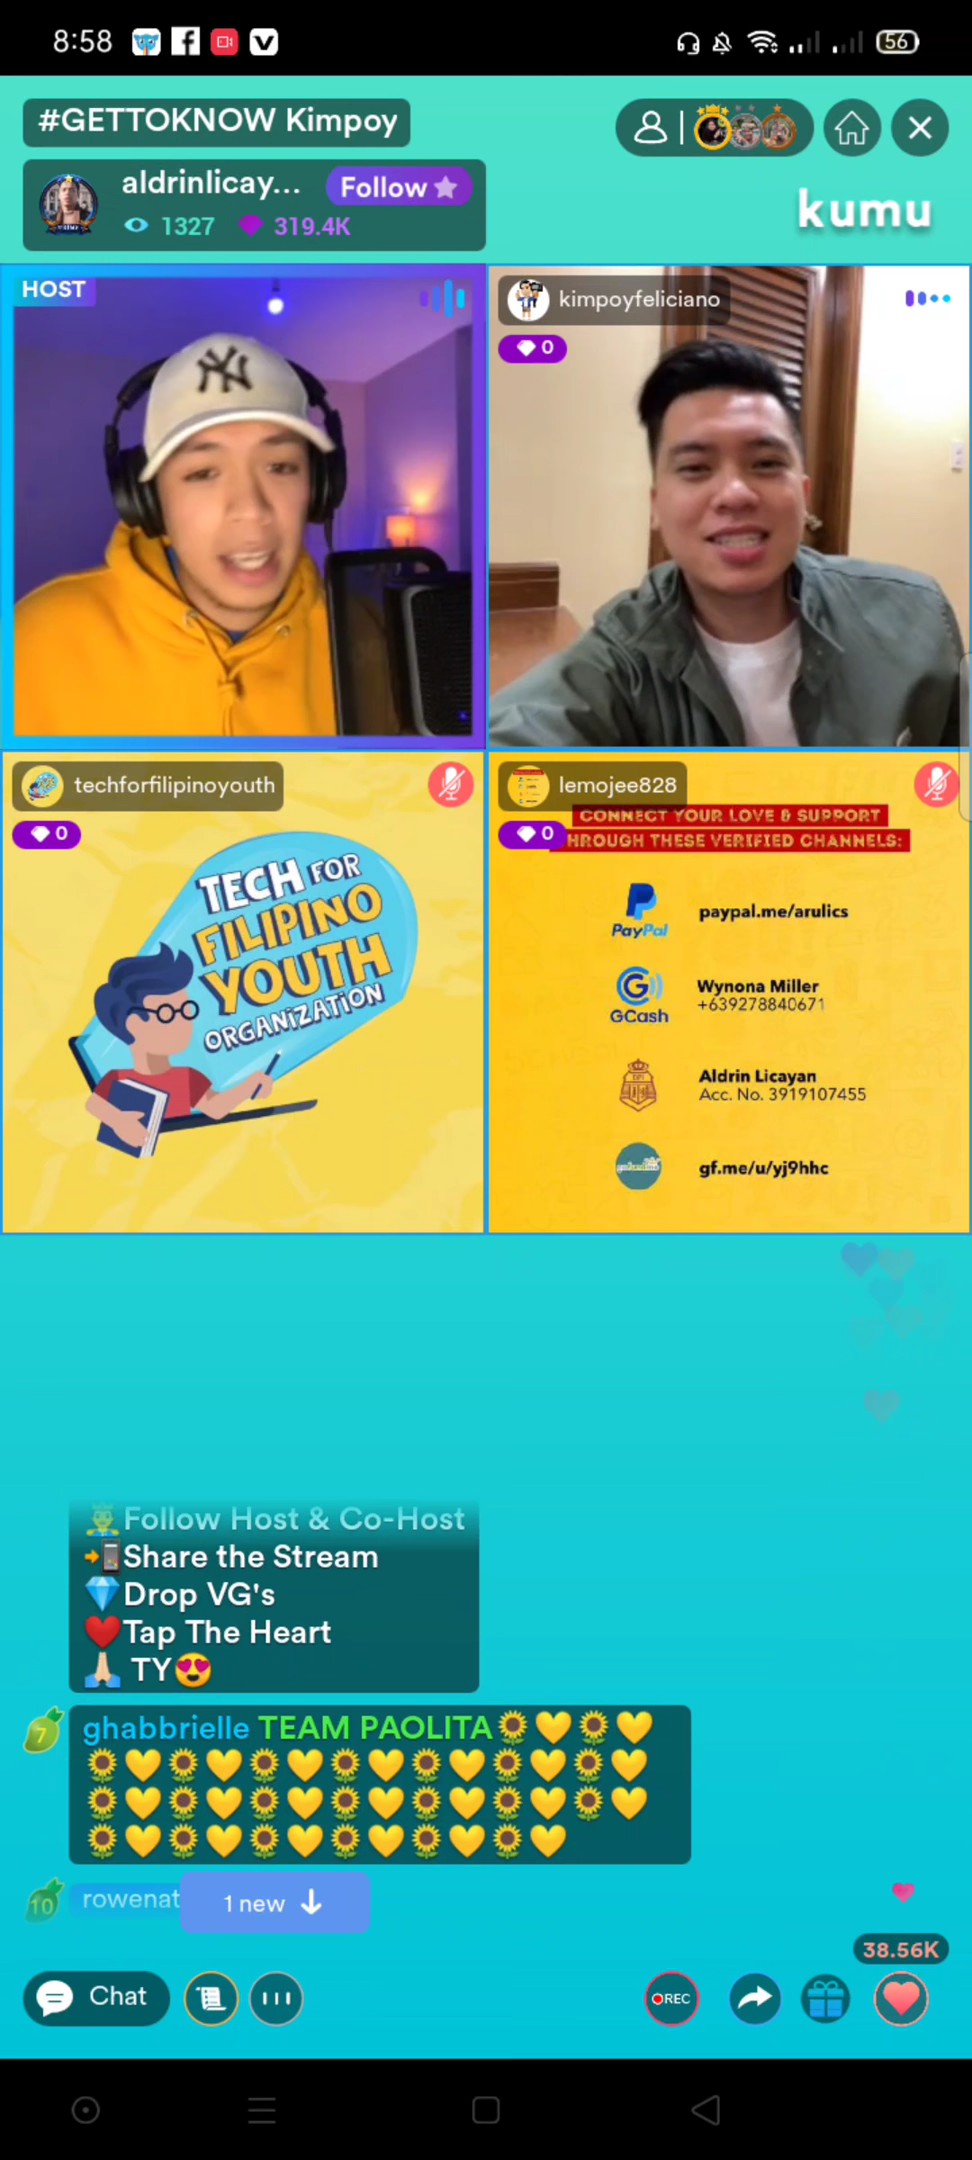 8:58
56
#GETTOKNOW Kimpoy
aldrinlicay...
Follow
1327
319.4K
kumu
HOST
NY
kimpoyfeliciano
0
techforfilipinoyouth
0
TECH FOR
FILIPINO
YOUTH
ORGANIZATION
lemojee828
0
CONNECT YOUR LOVE & SUPPORT
HROUGH THESE VERIFIED CHANNELS:
PayPal
paypal.me/arulics
GCash
Wynona Miller
+639278840671
Aldrin Licayan
Acc. No. 3919107455
gf.me/u/yj9hhc
Follow Host & Co-Host
Share the Stream
Drop VG's
Tap The Heart
TY
7
ghabbrielle TEAM PAOLITA
10
rowenat
1 new
38.56K
Chat
REC